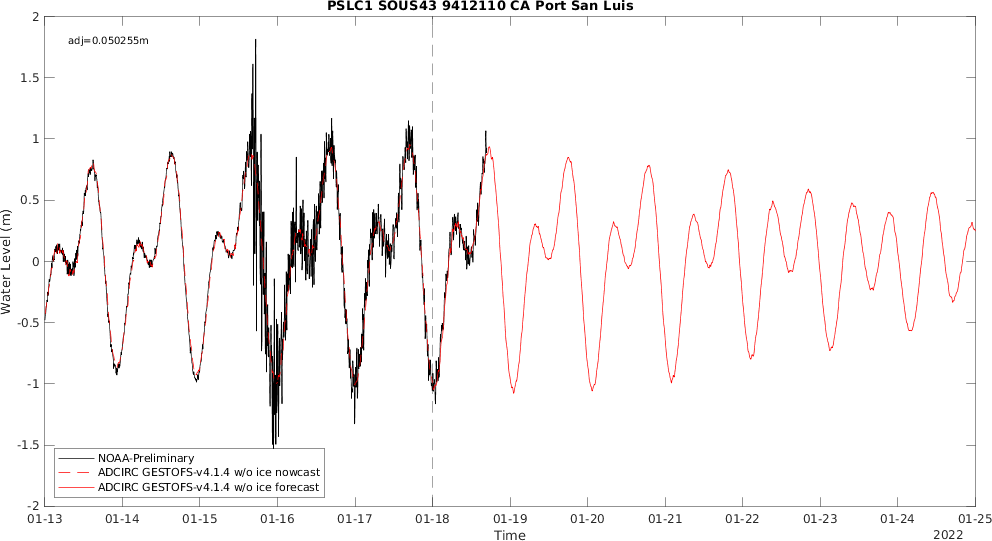 PSLC1 SOUS43 9412110 CA Port San Luis
adj=0.050255m
2
1.5
1
0.5
0
-0.5
-1
-1.5
-2
Water Level (m)
NOAA-Preliminary
ADCIRC GESTOFS-v4.1.4 w/o ice nowcast
ADCIRC GESTOFS-v4.1.4 w/o ice forecast
01-13 01-14 01-15 01-16 01-17 01-18 01-19 01-20 01-21 01-22 01-23 01-24 01-25
Time
2022